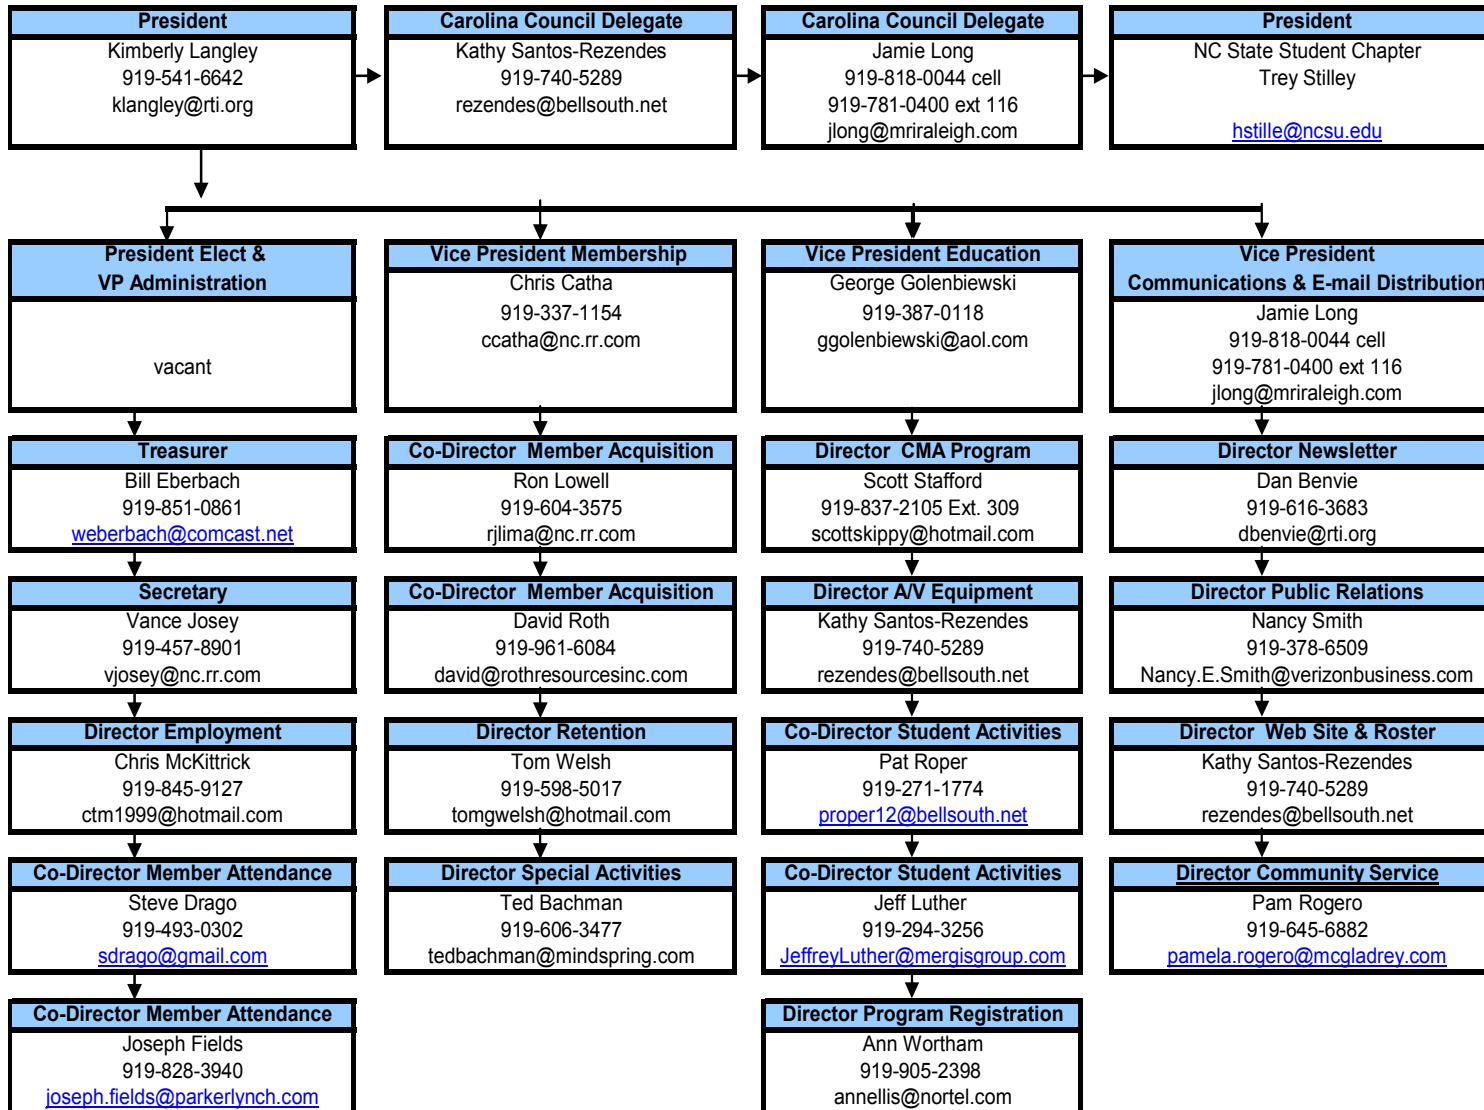 President
Kimberly Langley
919-541-6642
klangley@rti.org
Carolina Council Delegate
Kathy Santos-Rezendes
919-740-5289
rezendes@bellsouth.net
Carolina Council Delegate
Jamie Long
919-818-0044 cell
919-781-0400 ext 116
jlong@mriraleigh.com
President
NC State Student Chapter
Trey Stilley
hstille@ncsu.edu
President Elect &
VP Administration
vacant
Vice President Membership
Chris Catha
919-337-1154
ccatha@nc.rr.com
Vice President Education
George Golenbiewski
919-387-0118
ggolenbiewski@aol.com
Vice President
Communications & E-mail Distribution
Jamie Long
919-818-0044 cell
919-781-0400 ext 116
jlong@mriraleigh.com
Treasurer
Bill Eberbach
919-851-0861
weberbach@comcast.net
Co-Director  Member Acquisition
Ron Lowell
919-604-3575
rjlima@nc.rr.com
Director  CMA Program
Scott Stafford
919-837-2105 Ext. 309
scottskippy@hotmail.com
Director Newsletter
Dan Benvie
919-616-3683
dbenvie@rti.org
Secretary
Vance Josey
919-457-8901
vjosey@nc.rr.com
Co-Director  Member Acquisition
David Roth
919-961-6084
david@rothresourcesinc.com
Director A/V Equipment
Kathy Santos-Rezendes
919-740-5289
rezendes@bellsouth.net
Director Public Relations
Nancy Smith
919-378-6509
Nancy.E.Smith@verizonbusiness.com
Director Employment
Chris McKittrick
919-845-9127
ctm1999@hotmail.com
Director Retention
Tom Welsh
919-598-5017
tomgwelsh@hotmail.com
Co-Director Student Activities
Pat Roper
919-271-1774
proper12@bellsouth.net
Director  Web Site & Roster
Kathy Santos-Rezendes
919-740-5289
rezendes@bellsouth.net
Co-Director Member Attendance
Steve Drago
919-493-0302
sdrago@gmail.com
Director Special Activities
Ted Bachman
919-606-3477
tedbachman@mindspring.com
Co-Director Student Activities
Jeff Luther
919-294-3256
JeffreyLuther@mergisgroup.com
Director Community Service
Pam Rogero
919-645-6882
pamela.rogero@mcgladrey.com
Co-Director Member Attendance
Joseph Fields
919-828-3940
joseph.fields@parkerlynch.com
Director Program Registration
Ann Wortham
919-905-2398
annellis@nortel.com